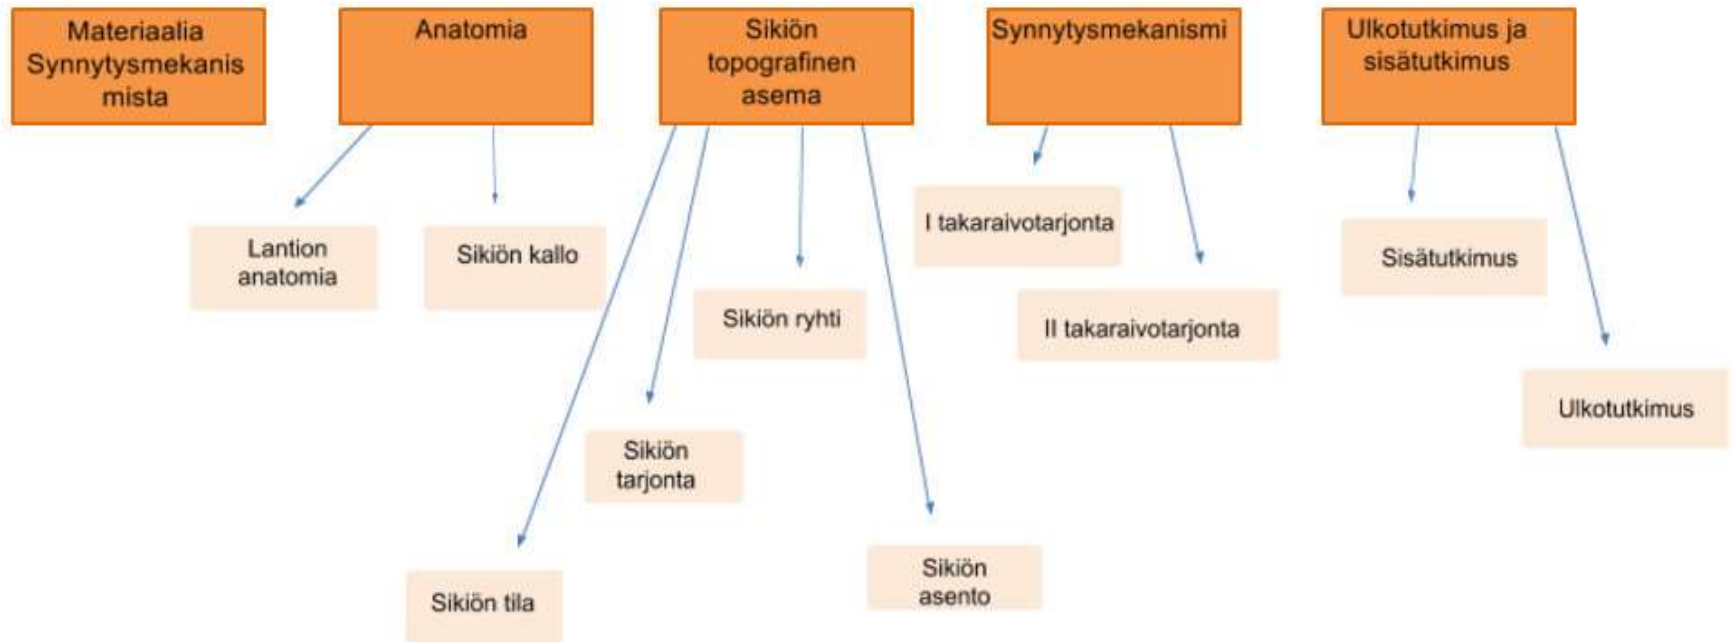 Materiaalia
Synnytysmekanis
mista
Anatomia
Sikiön
topografinen
asema
Synnytysmekanismi
Ulkotutkimus ja
sisätutkimus
Lantion
anatomia
Sikiön kallo
Sikiön tila
Sikiön
tarjonta
Sikiön ryhti
Sikiön
asento
I takaraivotarjonta
II takaraivotarjonta
Sisätutkimus
Ulkotutkimus